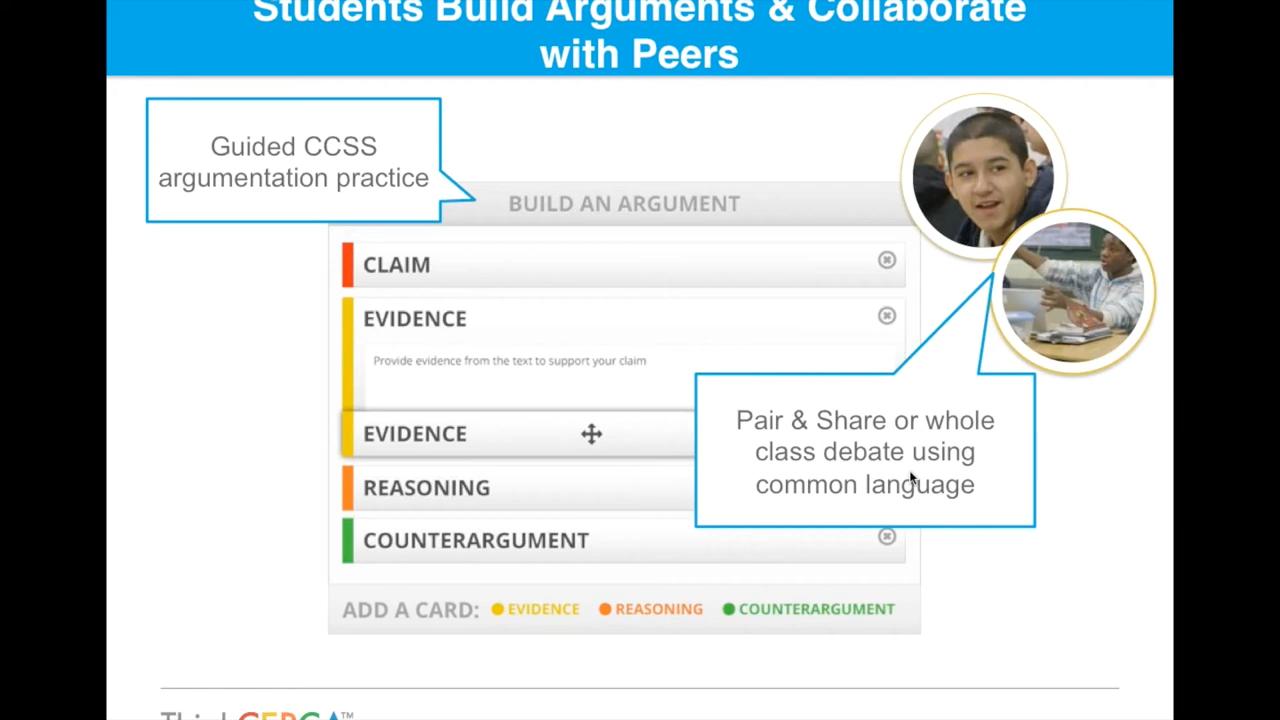 Students Build Arguments & Collaborate
with Peers
Guided CCSS
argumentation practice
BUILD AN ARGUMENT
CLAIM
EVIDENCE
Provide evidence from the text to support your claim
EVIDENCE
REASONING
COUNTERARGUMENT
Pair & Share or whole
class debate using
common language
ADD A CARD: EVIDENCE REASONING COUNTERARGUMENT
ThinkCERCA™